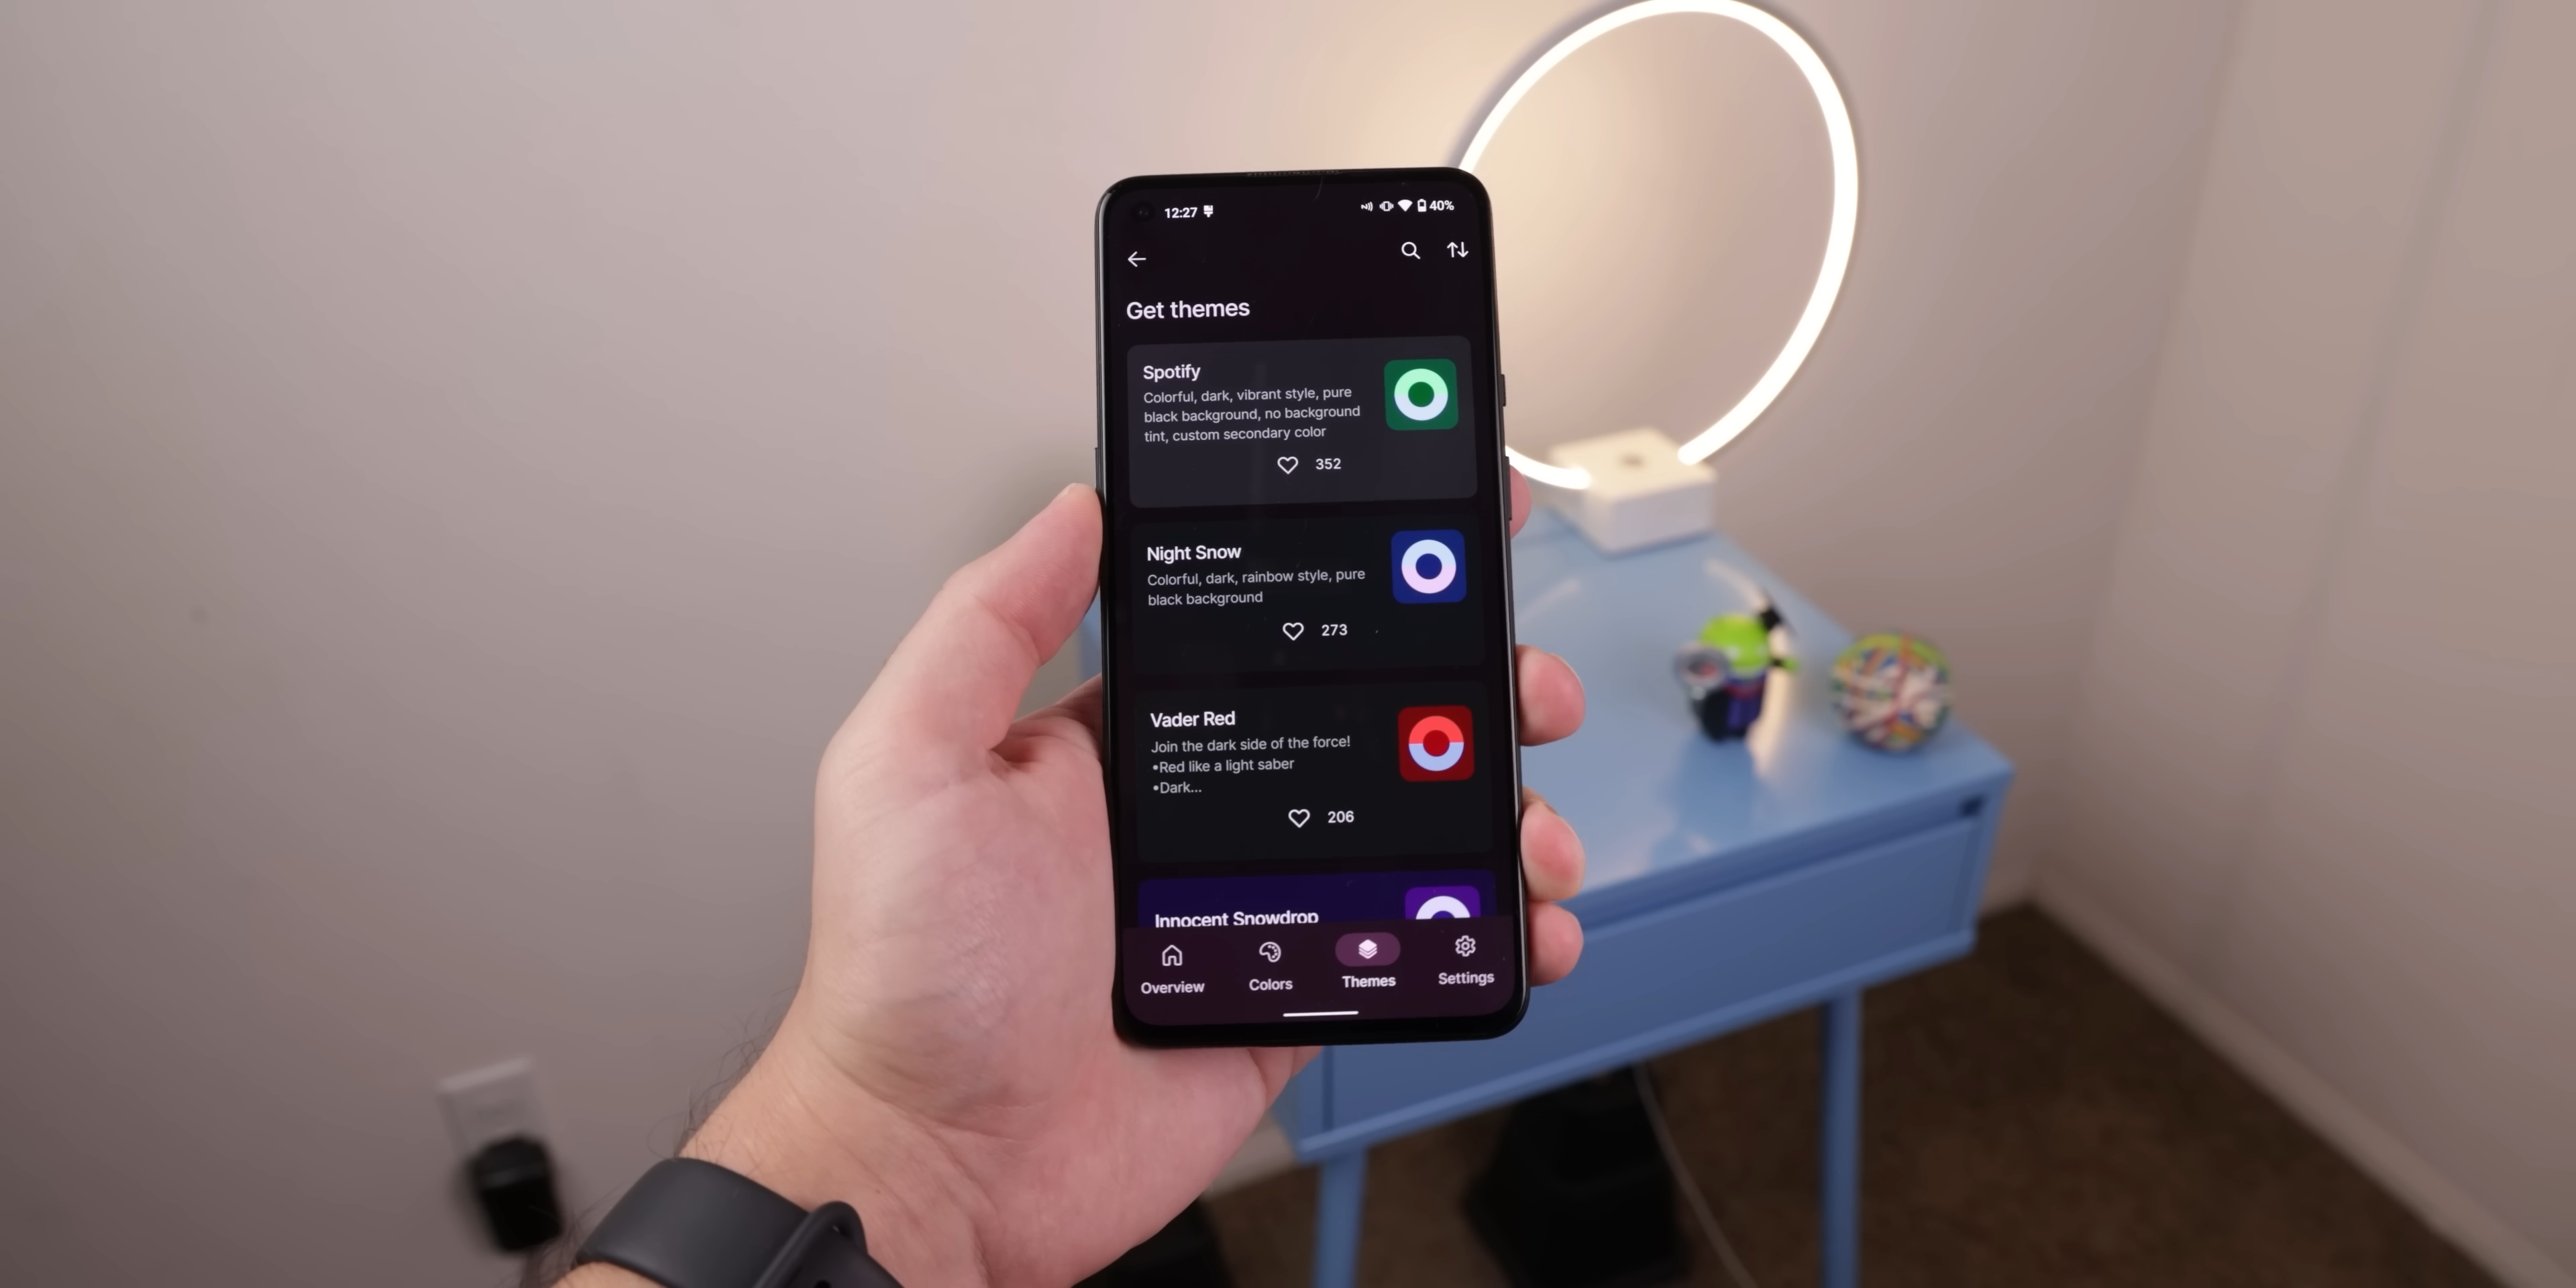 12:27
40%
Get themes
Spotify
Colorful, dark, vibrant style, pure
black background, no background
tint, custom secondary color
352
Night Snow
Colorful, dark, rainbow style, pure
black background
273
Vader Red
Join the dark side of the force!
•Red like a light saber
•Dark...
206
Innocent Snowdrop
Overview
Colors
Themes
Settings